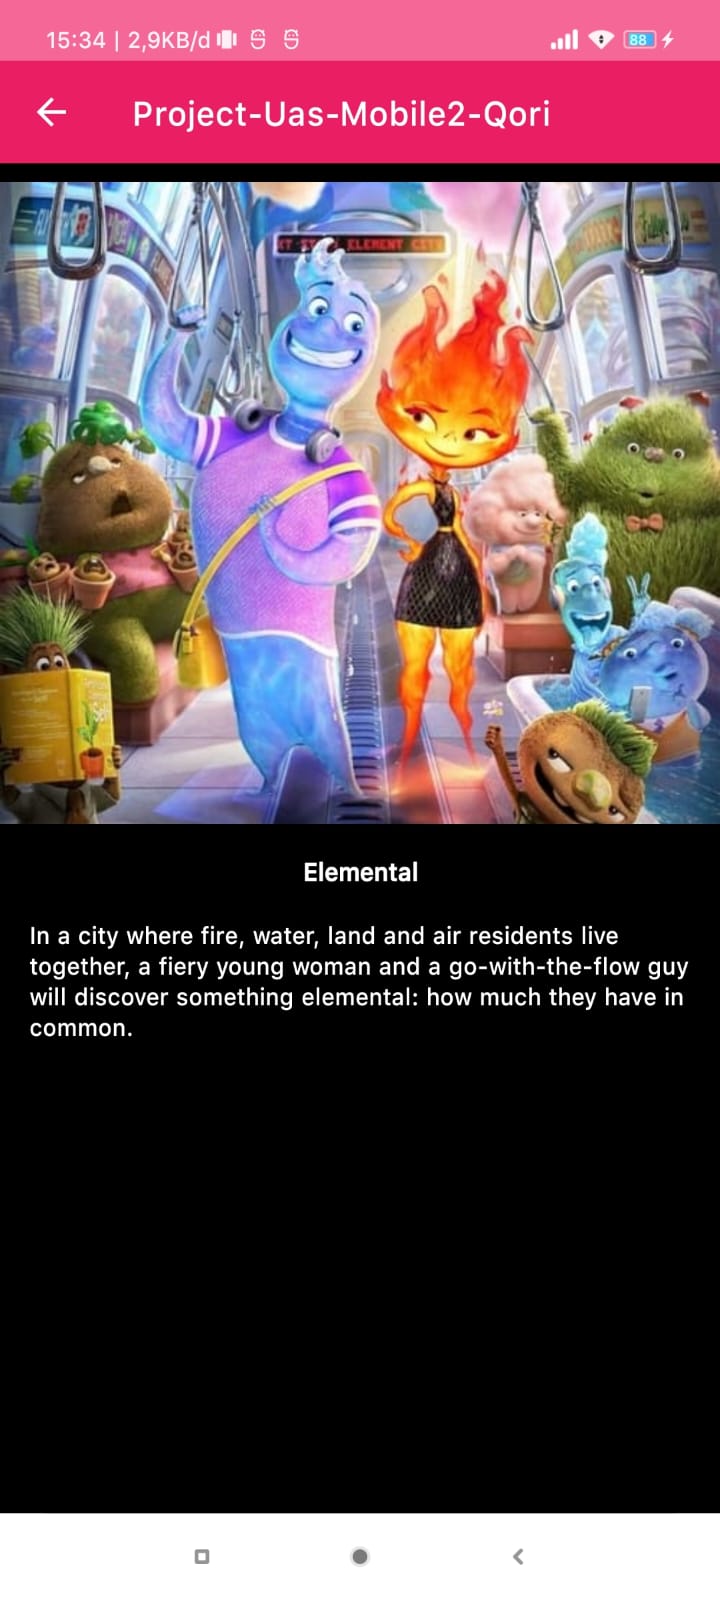 15:34 | 2,9KB/d
88
Project-Uas-Mobile2-Qori
ELEMENT CITY
Elemental
In a city where fire, water, land and air residents live
together, a fiery young woman and a go-with-the-flow guy
will discover something elemental: how much they have in
common.